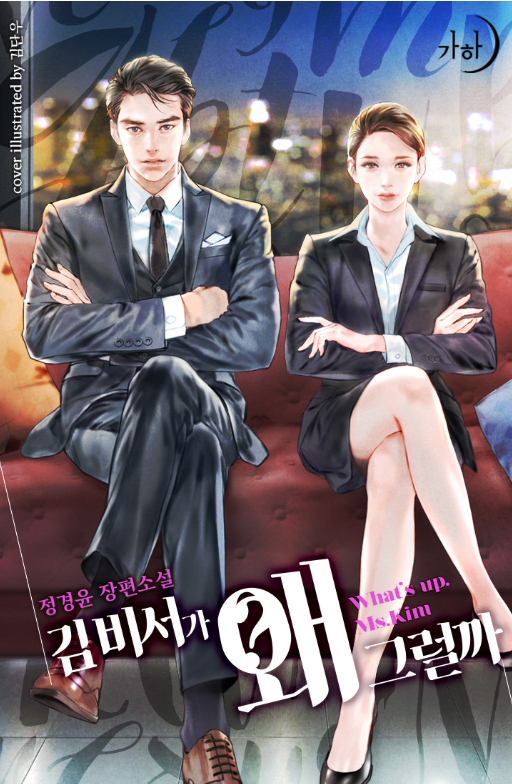 cover illustrated by 김단우
가하
정경윤 장편소설
김비서가 왜 그럴까
What's up,
Ms.Kim